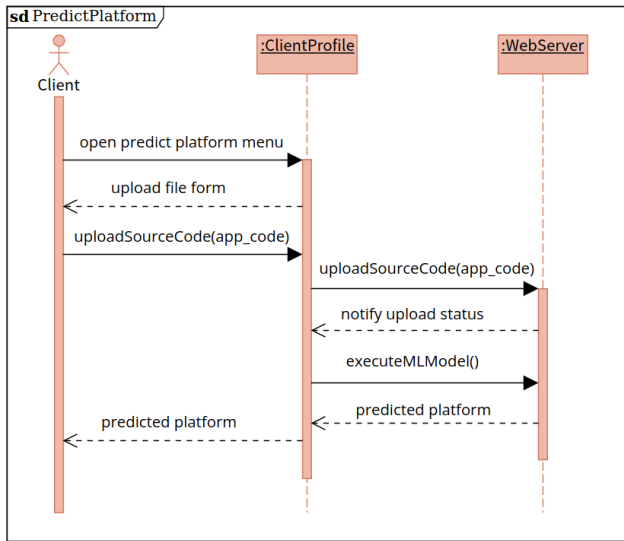 sd PredictPlatform
:ClientProfile
:WebServer
Client
open predict platform menu
upload file form
uploadSourceCode(app_code)
uploadSourceCode(app_code)
notify upload status
executeMLModel()
predicted platform
predicted platform